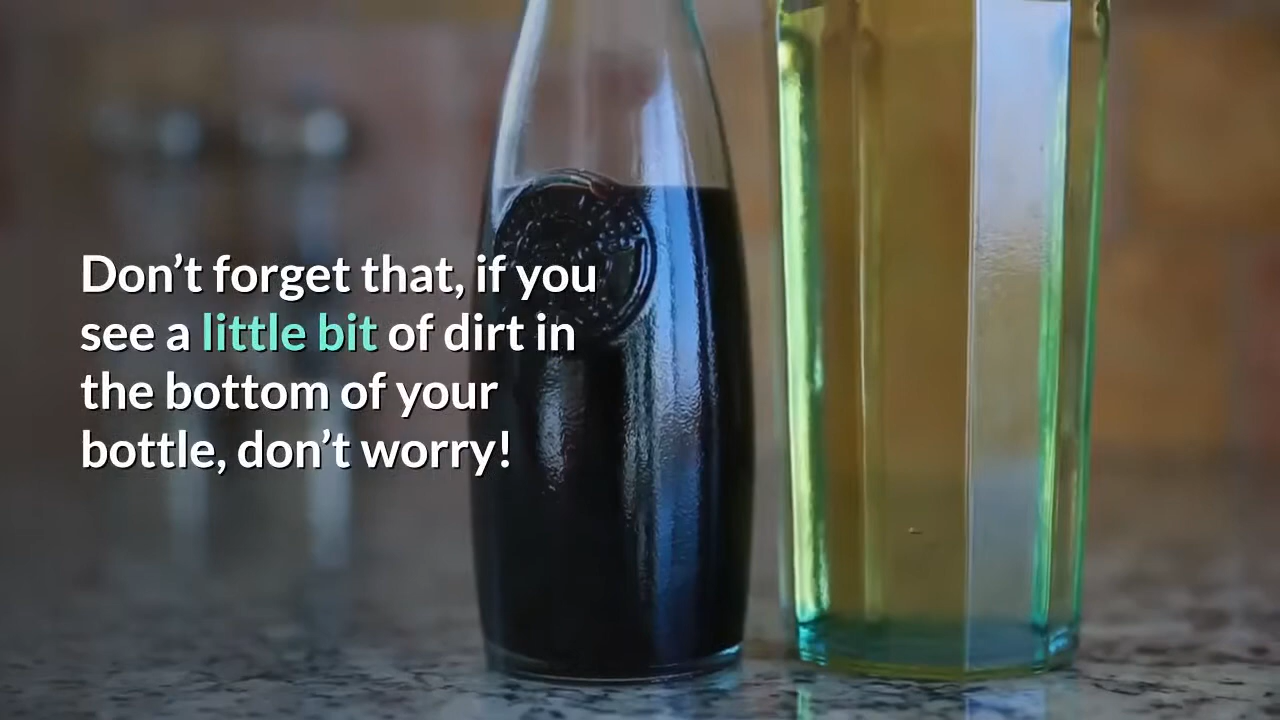 Don’t forget that, if you
see a little bit of dirt in
the bottom of your
bottle, don’t worry!